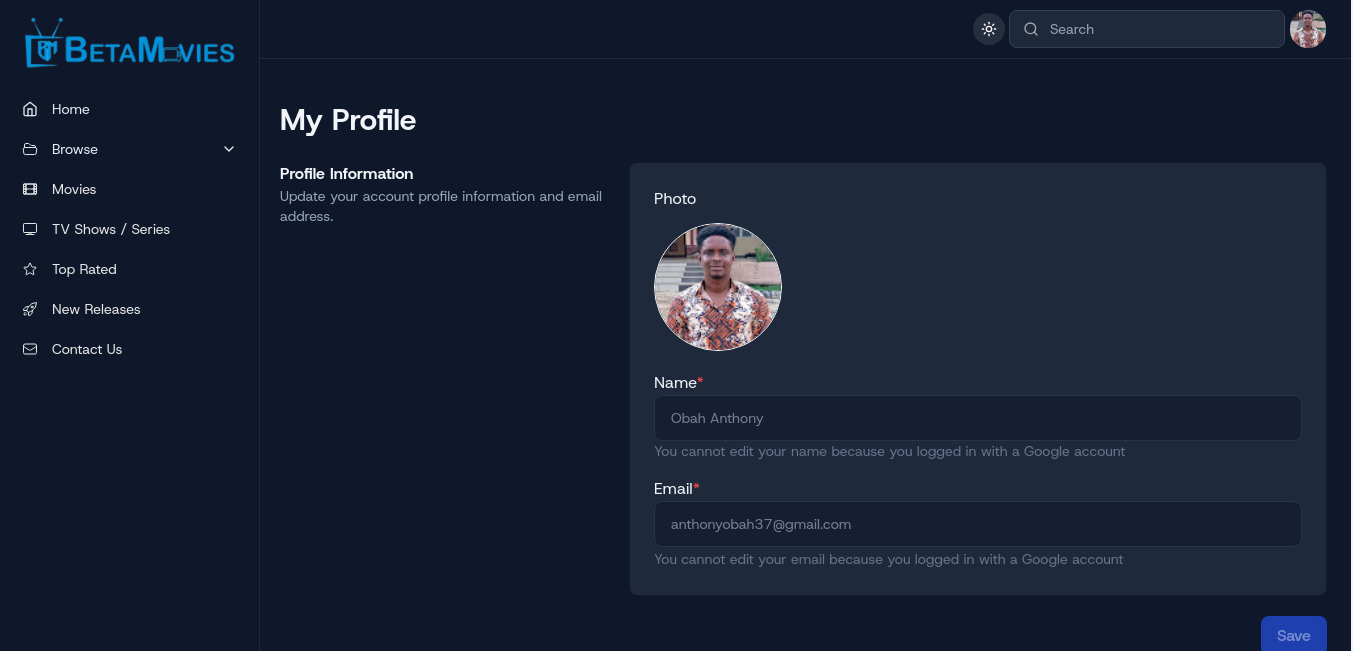 BETAMOVIES
Search
Home
Browse
Movies
TV Shows / Series
Top Rated
New Releases
Contact Us
My Profile
Profile Information
Update your account profile information and email
address.
Photo
Name*
Obah Anthony
You cannot edit your name because you logged in with a Google account
Email*
anthonyobah37@gmail.com
You cannot edit your email because you logged in with a Google account
Save